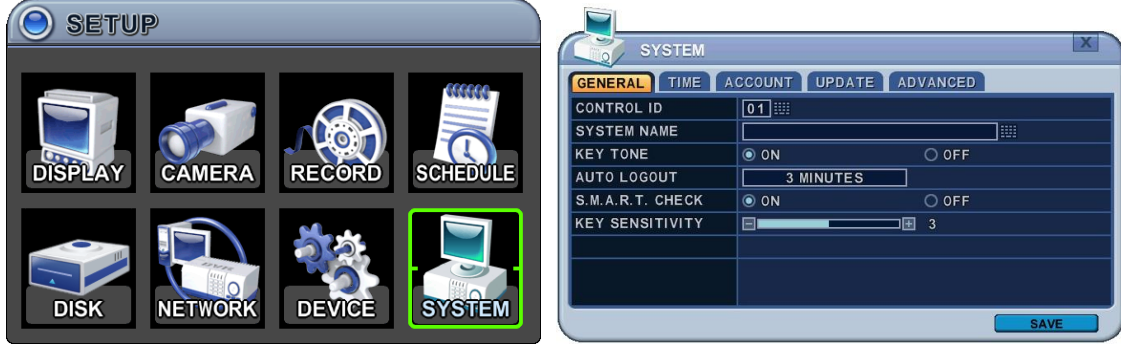 SETUP
DISPLAY CAMERA RECORD SCHEDULE
DISK NETWORK DEVICE SYSTEM
SYSTEM X
GENERAL TIME ACCOUNT UPDATE ADVANCED
CONTROL ID 01
SYSTEM NAME
KEY TONE ON OFF
AUTO LOGOUT 3 MINUTES
S.M.A.R.T. CHECK ON OFF
KEY SENSITIVITY 3
SAVE